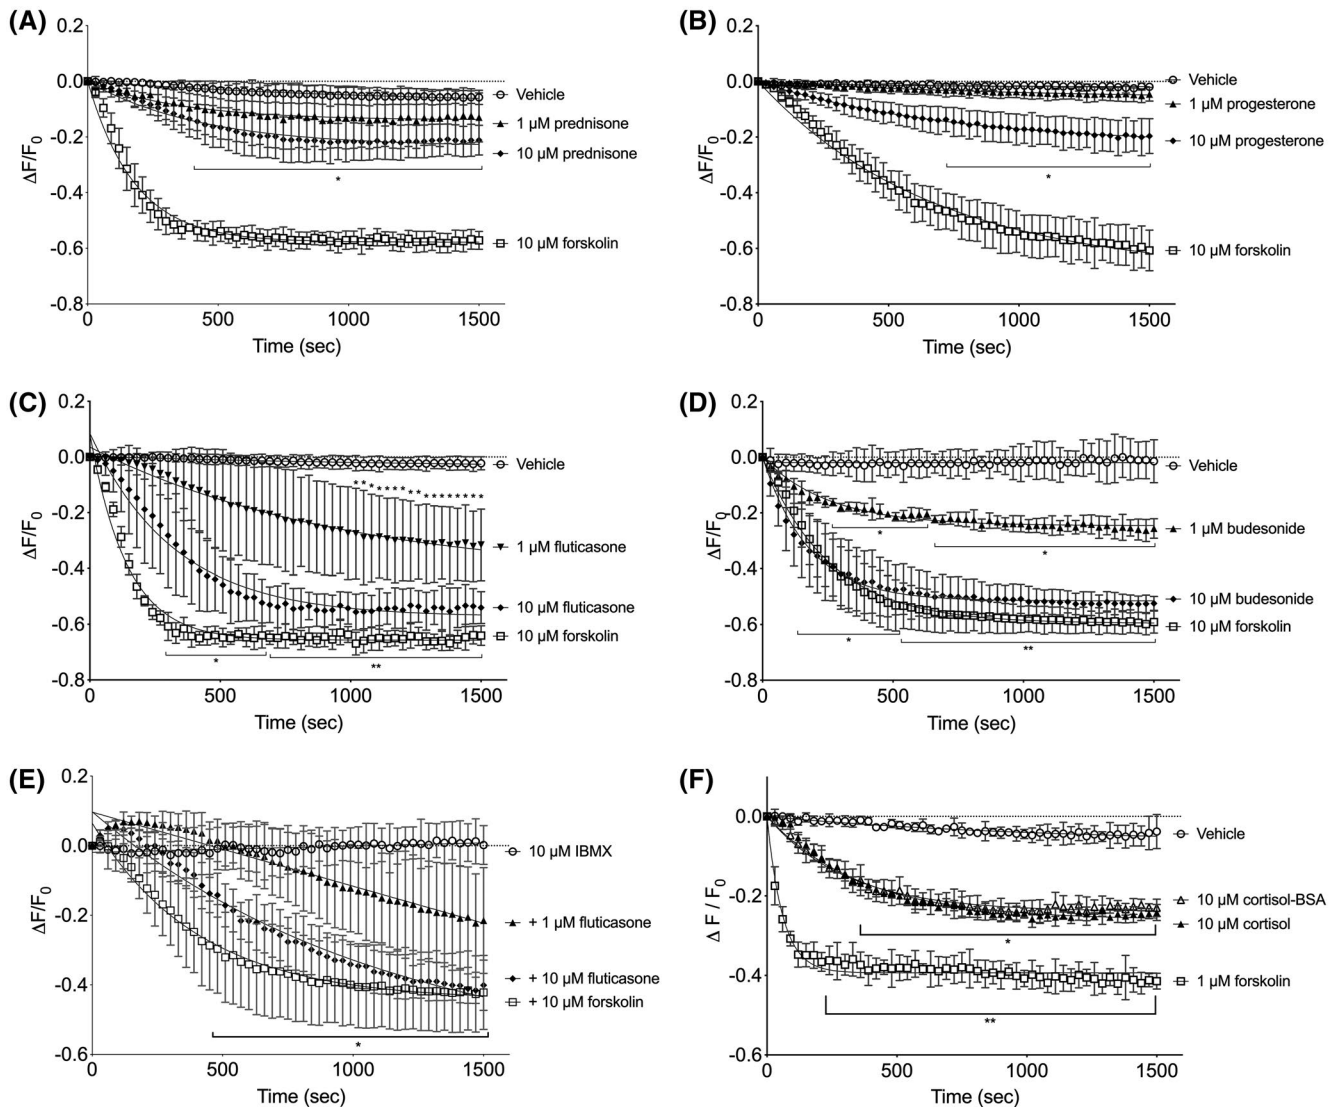 (A)
0.2
0.0
-0.2
-0.4
-0.6
-0.8
ΔF/F0
0 500 1000 1500
Time (sec)
Vehicle
1 µM prednisone
10 µM prednisone
*
10 µM forskolin
(B)
0.2
0.0
-0.2
-0.4
-0.6
-0.8
ΔF/F0
0 500 1000 1500
Time (sec)
Vehicle
1 µM progesterone
10 µM progesterone
*
10 µM forskolin
(C)
0.2
0.0
-0.2
-0.4
-0.6
-0.8
ΔF/F0
0 500 1000 1500
Time (sec)
Vehicle
1 µM fluticasone
10 µM fluticasone
10 µM forskolin
* **
(D)
0.2
0.0
-0.2
-0.4
-0.6
-0.8
ΔF/F0
0 500 1000 1500
Time (sec)
Vehicle
1 µM budesonide
* *
10 µM budesonide
10 µM forskolin
* **
(E)
0.2
0.0
-0.2
-0.4
-0.6
ΔF/F0
0 500 1000 1500
Time (sec)
10 µM IBMX
+ 1 µM fluticasone
+ 10 µM fluticasone
+ 10 µM forskolin
*
(F)
0.0
-0.2
-0.4
-0.6
Δ F / F0
0 500 1000 1500
Time (sec)
Vehicle
10 µM cortisol-BSA
10 µM cortisol
*
1 µM forskolin
**